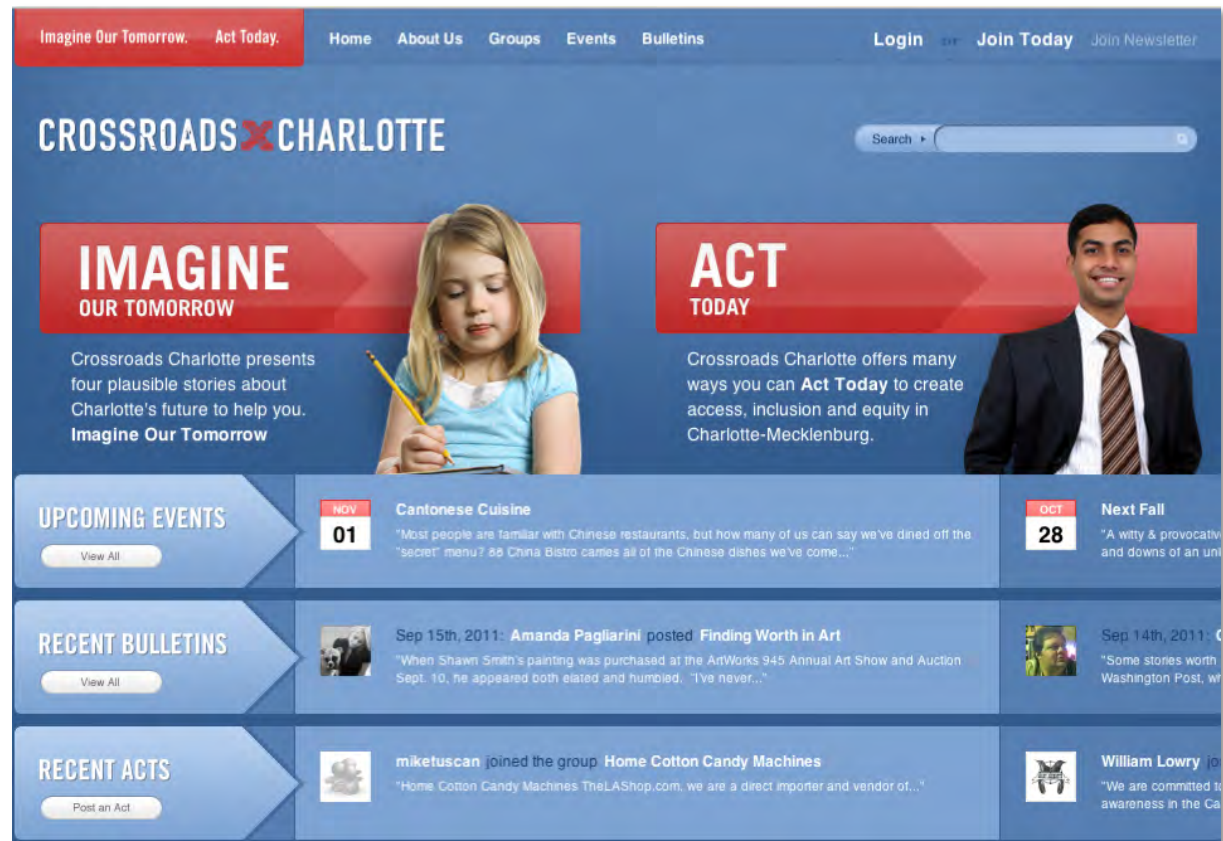 Imagine Our Tomorrow. Act Today. Home About Us Groups Events Bulletins Login or Join Today Join Newsletter
CROSSROADS CHARLOTTE
Search
IMAGINE
OUR TOMORROW
Crossroads Charlotte presents
four plausible stories about
Charlotte's future to help you.
Imagine Our Tomorrow
ACT
TODAY
Crossroads Charlotte offers many
ways you can Act Today to create
access, inclusion and equity in
Charlotte-Mecklenburg.
UPCOMING EVENTS
View All
NOV
01
Cantonese Cuisine
"Most people are familiar with Chinese restaurants, but how many of us can say we've dined off the
"secret" menu? 88 China Bistro carries all of the Chinese dishes we've come..."
OCT
28
Next Fall
"A witty & provocativ
and downs of an uni
RECENT BULLETINS
View All
Sep 15th, 2011: Amanda Pagliarini posted Finding Worth in Art
"When Shawn Smith's painting was purchased at the ArtWorks 945 Annual Art Show and Auction
Sept. 10, he appeared both elated and humbled. "I've never..."
Sep 14th, 2011:
"Some stories worth
Washington Post, wh
RECENT ACTS
Post an Act
miketuscan joined the group Home Cotton Candy Machines
"Home Cotton Candy Machines TheLAShop.com, we are a direct importer and vendor of..."
William Lowry joi
"We are committed to
awareness in the Ca